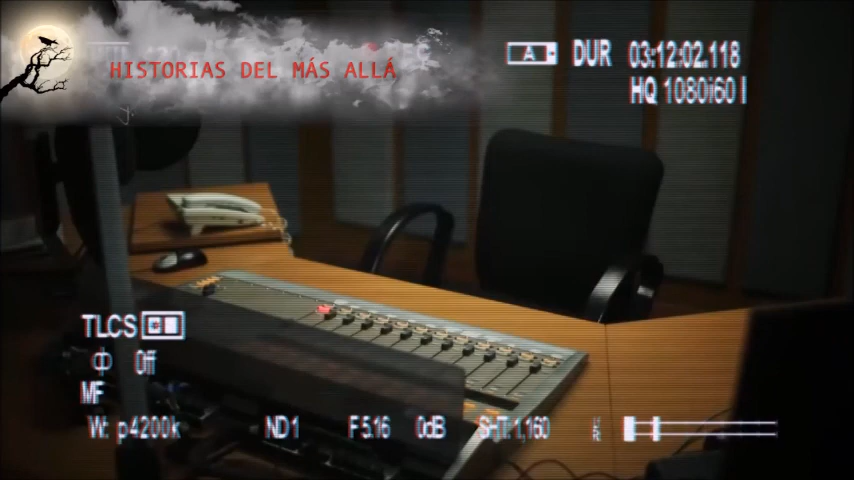 HISTORIAS DEL MÁS ALLÁ
A DUR 03:12:02.118
HQ 1080i60
TLCS
Off
MF
W: p4200k ND1 F5.16 0dB SHT:1,160